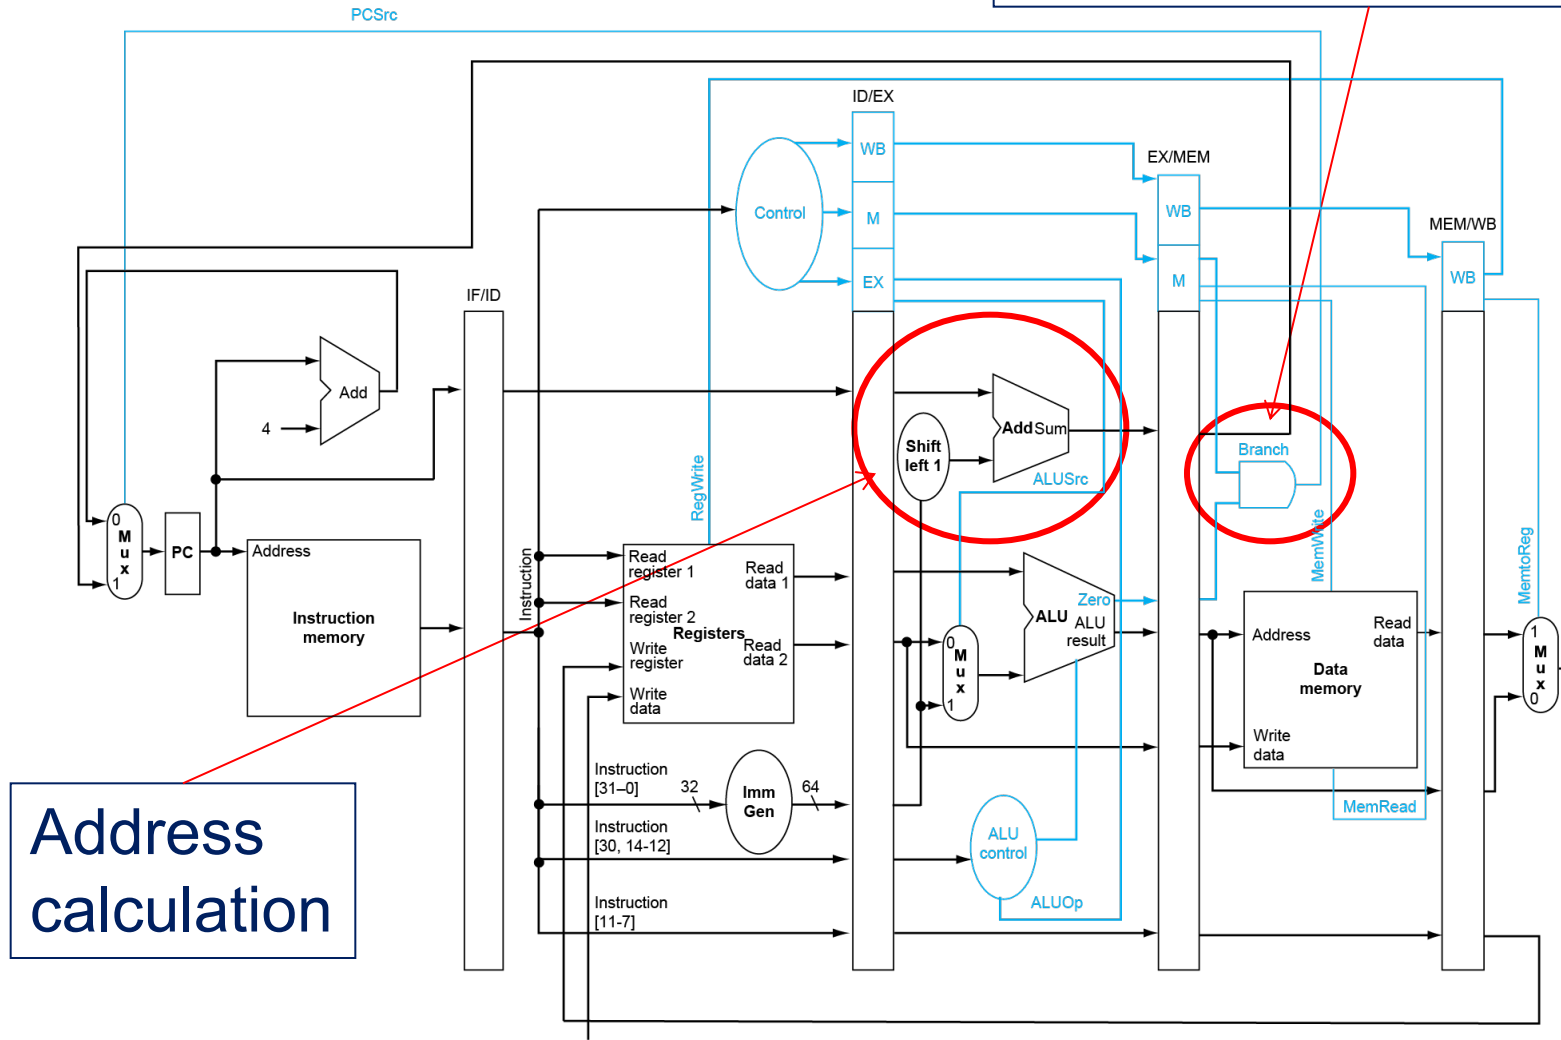 PCSrc
ID/EX
WB
EX/MEM
Control
M
WB
MEM/WB
EX
M
WB
IF/ID
Add
4
Shift
left 1
Add Sum
Branch
RegWrite
ALUSrc
MemWrite
MemtoReg
0
M
u
x
1
PC
Address
Instruction
memory
Instruction
Read
register 1
Read
register 2
Write
register
Write
data
Registers
Read
data 1
Read
data 2
0
M
u
x
1
Zero
ALU
ALU
result
Address
Read
data
Data
memory
Write
data
MemRead
1
M
u
x
0
Instruction
[31–0]
32
Imm
Gen
64
Instruction
[30, 14-12]
ALU
control
ALUOp
Instruction
[11-7]
Address
calculation